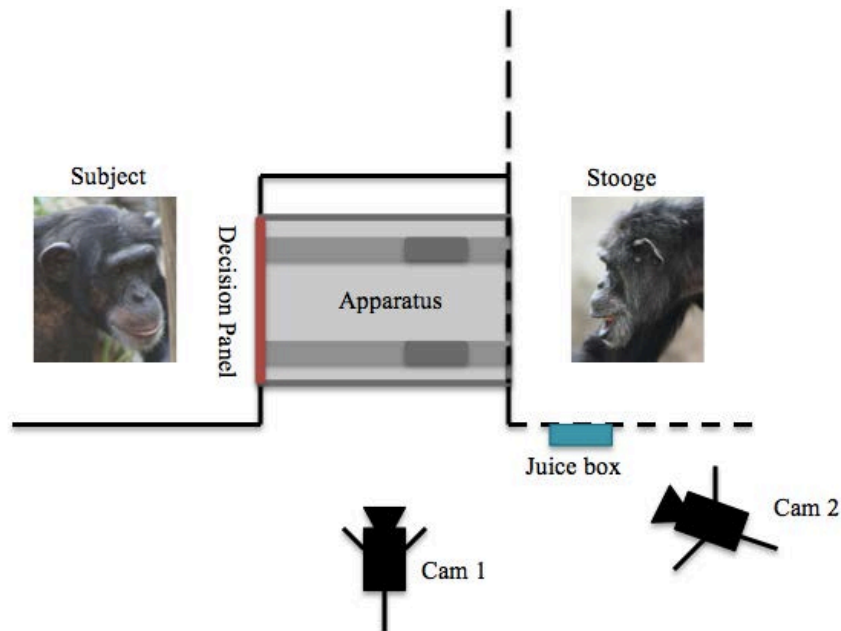 Subject
Stooge
Decision Panel
Apparatus
Juice box
Cam 2
Cam 1